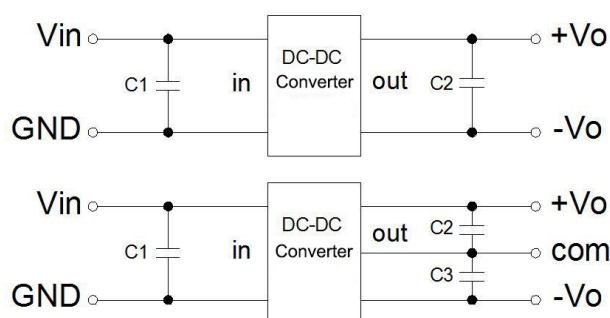 Vin
+Vo
DC-DC
Converter
C1
in
out
C2
GND
-Vo
Vin
+Vo
DC-DC
Converter
C1
in
out
C2
com
C3
GND
-Vo